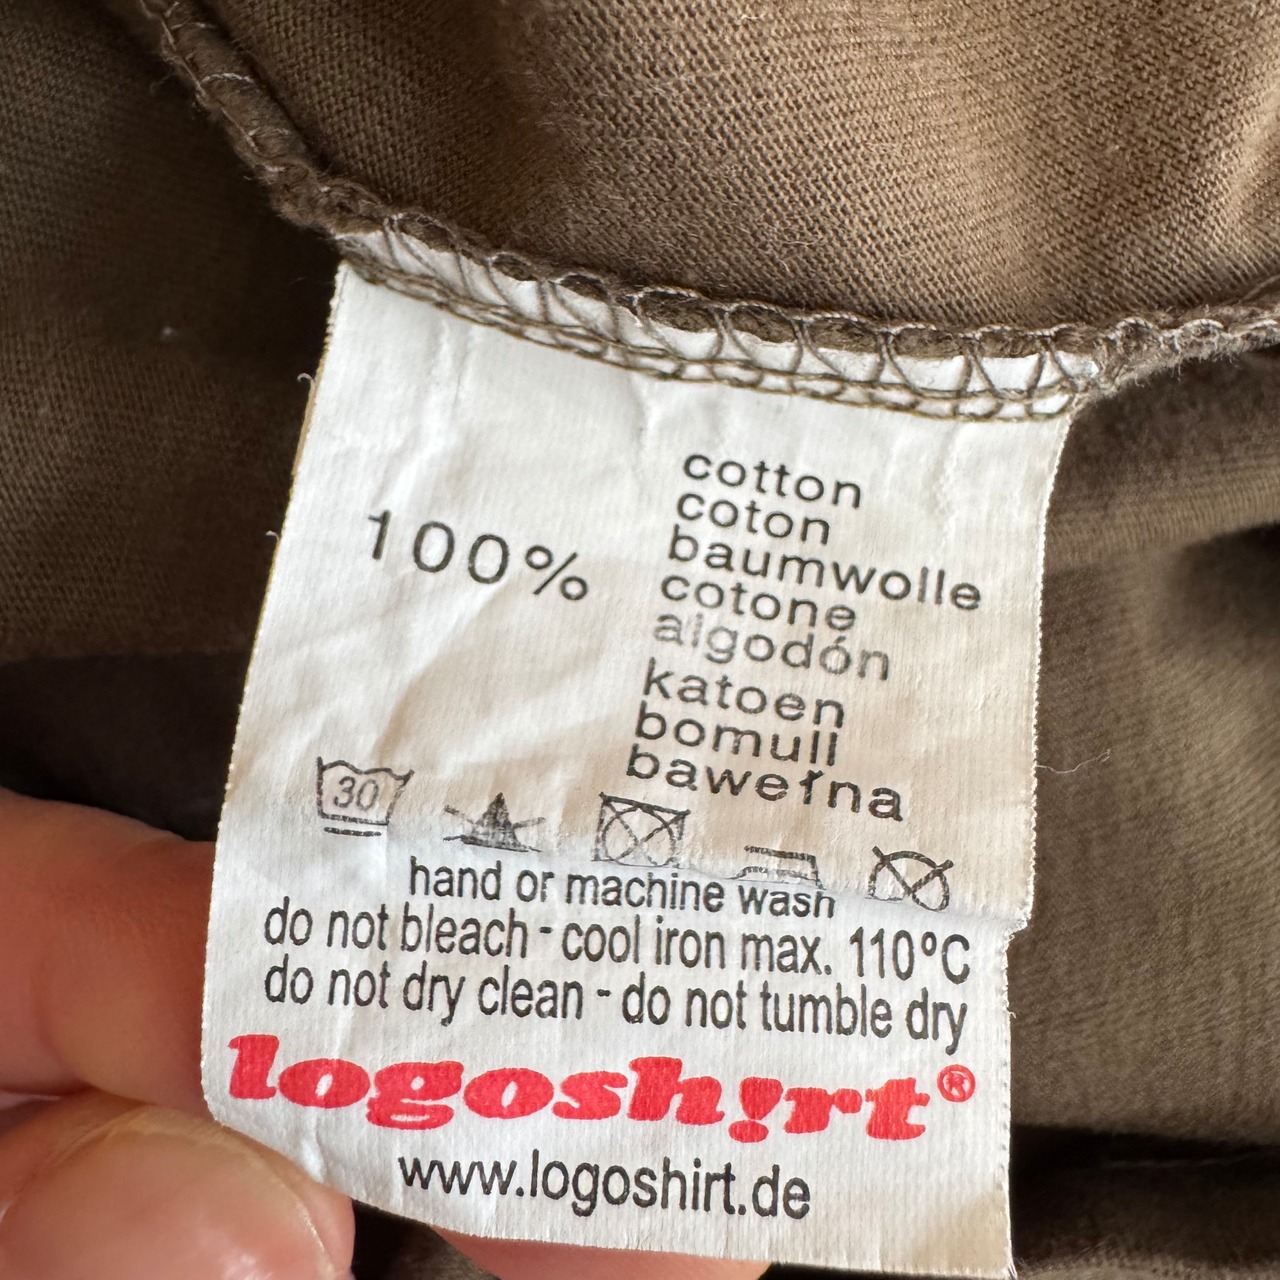 100%
cotton
coton
baumwolle
cotone
algodón
katoen
bomull
bawełna
30
hand or machine wash
do not bleach - cool iron max. 110°C
do not dry clean - do not tumble dry
logosh!rt®
www.logoshirt.de